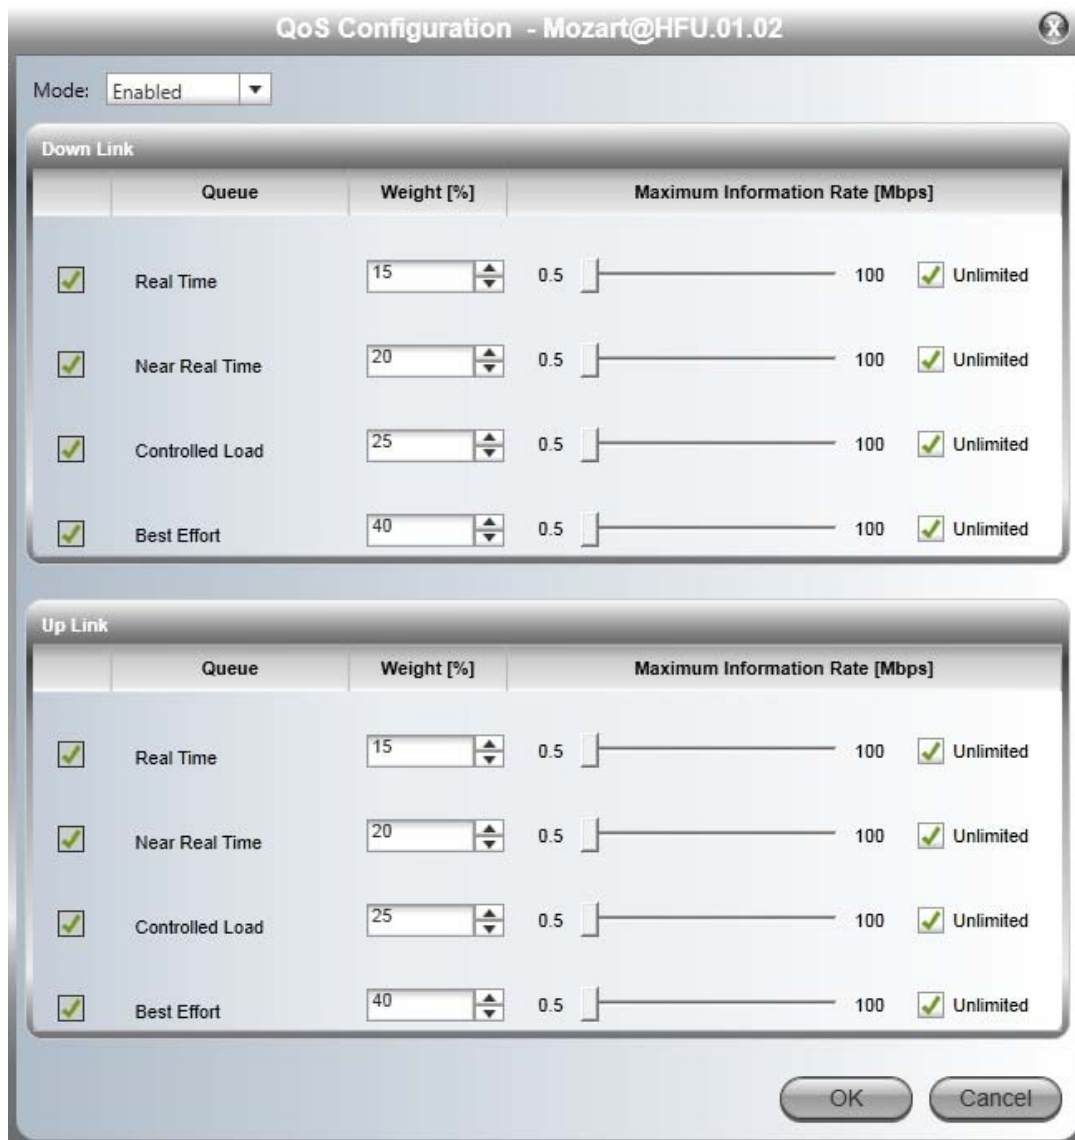 QoS Configuration - Mozart@HFU.01.02
Mode: Enabled
Down Link
Queue Weight [%] Maximum Information Rate [Mbps]
Real Time 15 0.5 100 Unlimited
Near Real Time 20 0.5 100 Unlimited
Controlled Load 25 0.5 100 Unlimited
Best Effort 40 0.5 100 Unlimited
Up Link
Queue Weight [%] Maximum Information Rate [Mbps]
Real Time 15 0.5 100 Unlimited
Near Real Time 20 0.5 100 Unlimited
Controlled Load 25 0.5 100 Unlimited
Best Effort 40 0.5 100 Unlimited
OK Cancel